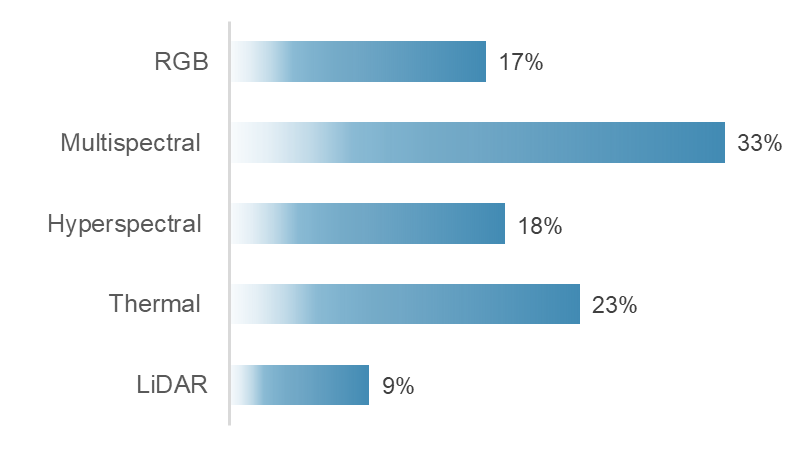 RGB 17%
Multispectral 33%
Hyperspectral 18%
Thermal 23%
LiDAR 9%